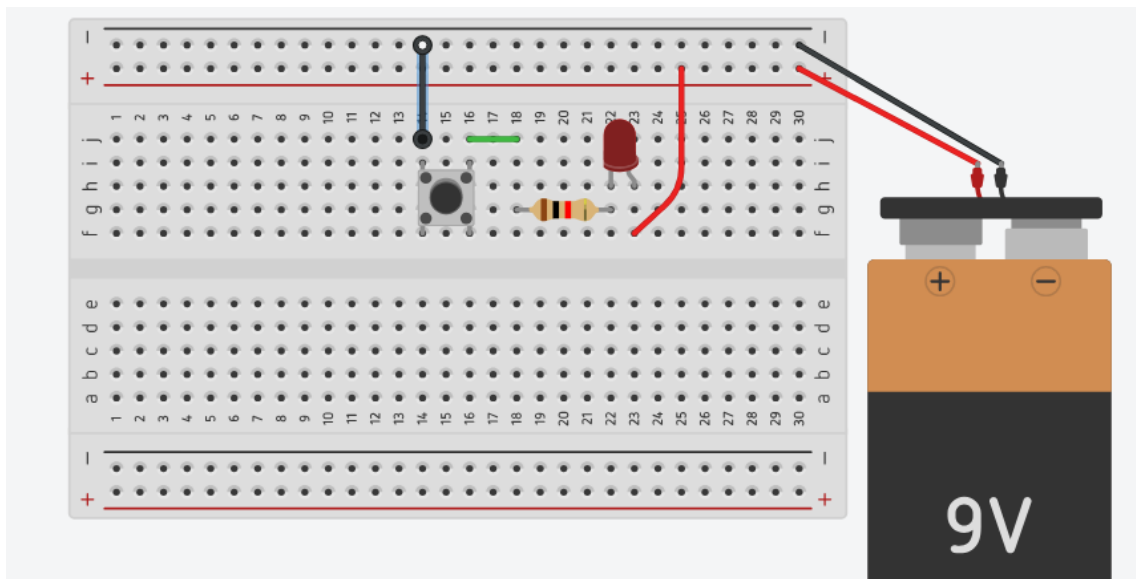 − −
+ +
1 2 3 4 5 6 7 8 9 10 11 12 13 14 15 16 17 18 19 20 21 22 23 24 25 26 27 28 29 30
j j
i i
h h
g g
f f
+ −
e e
d d
c c
b b
a a
1 2 3 4 5 6 7 8 9 10 11 12 13 14 15 16 17 18 19 20 21 22 23 24 25 26 27 28 29 30
− −
+ +
9V